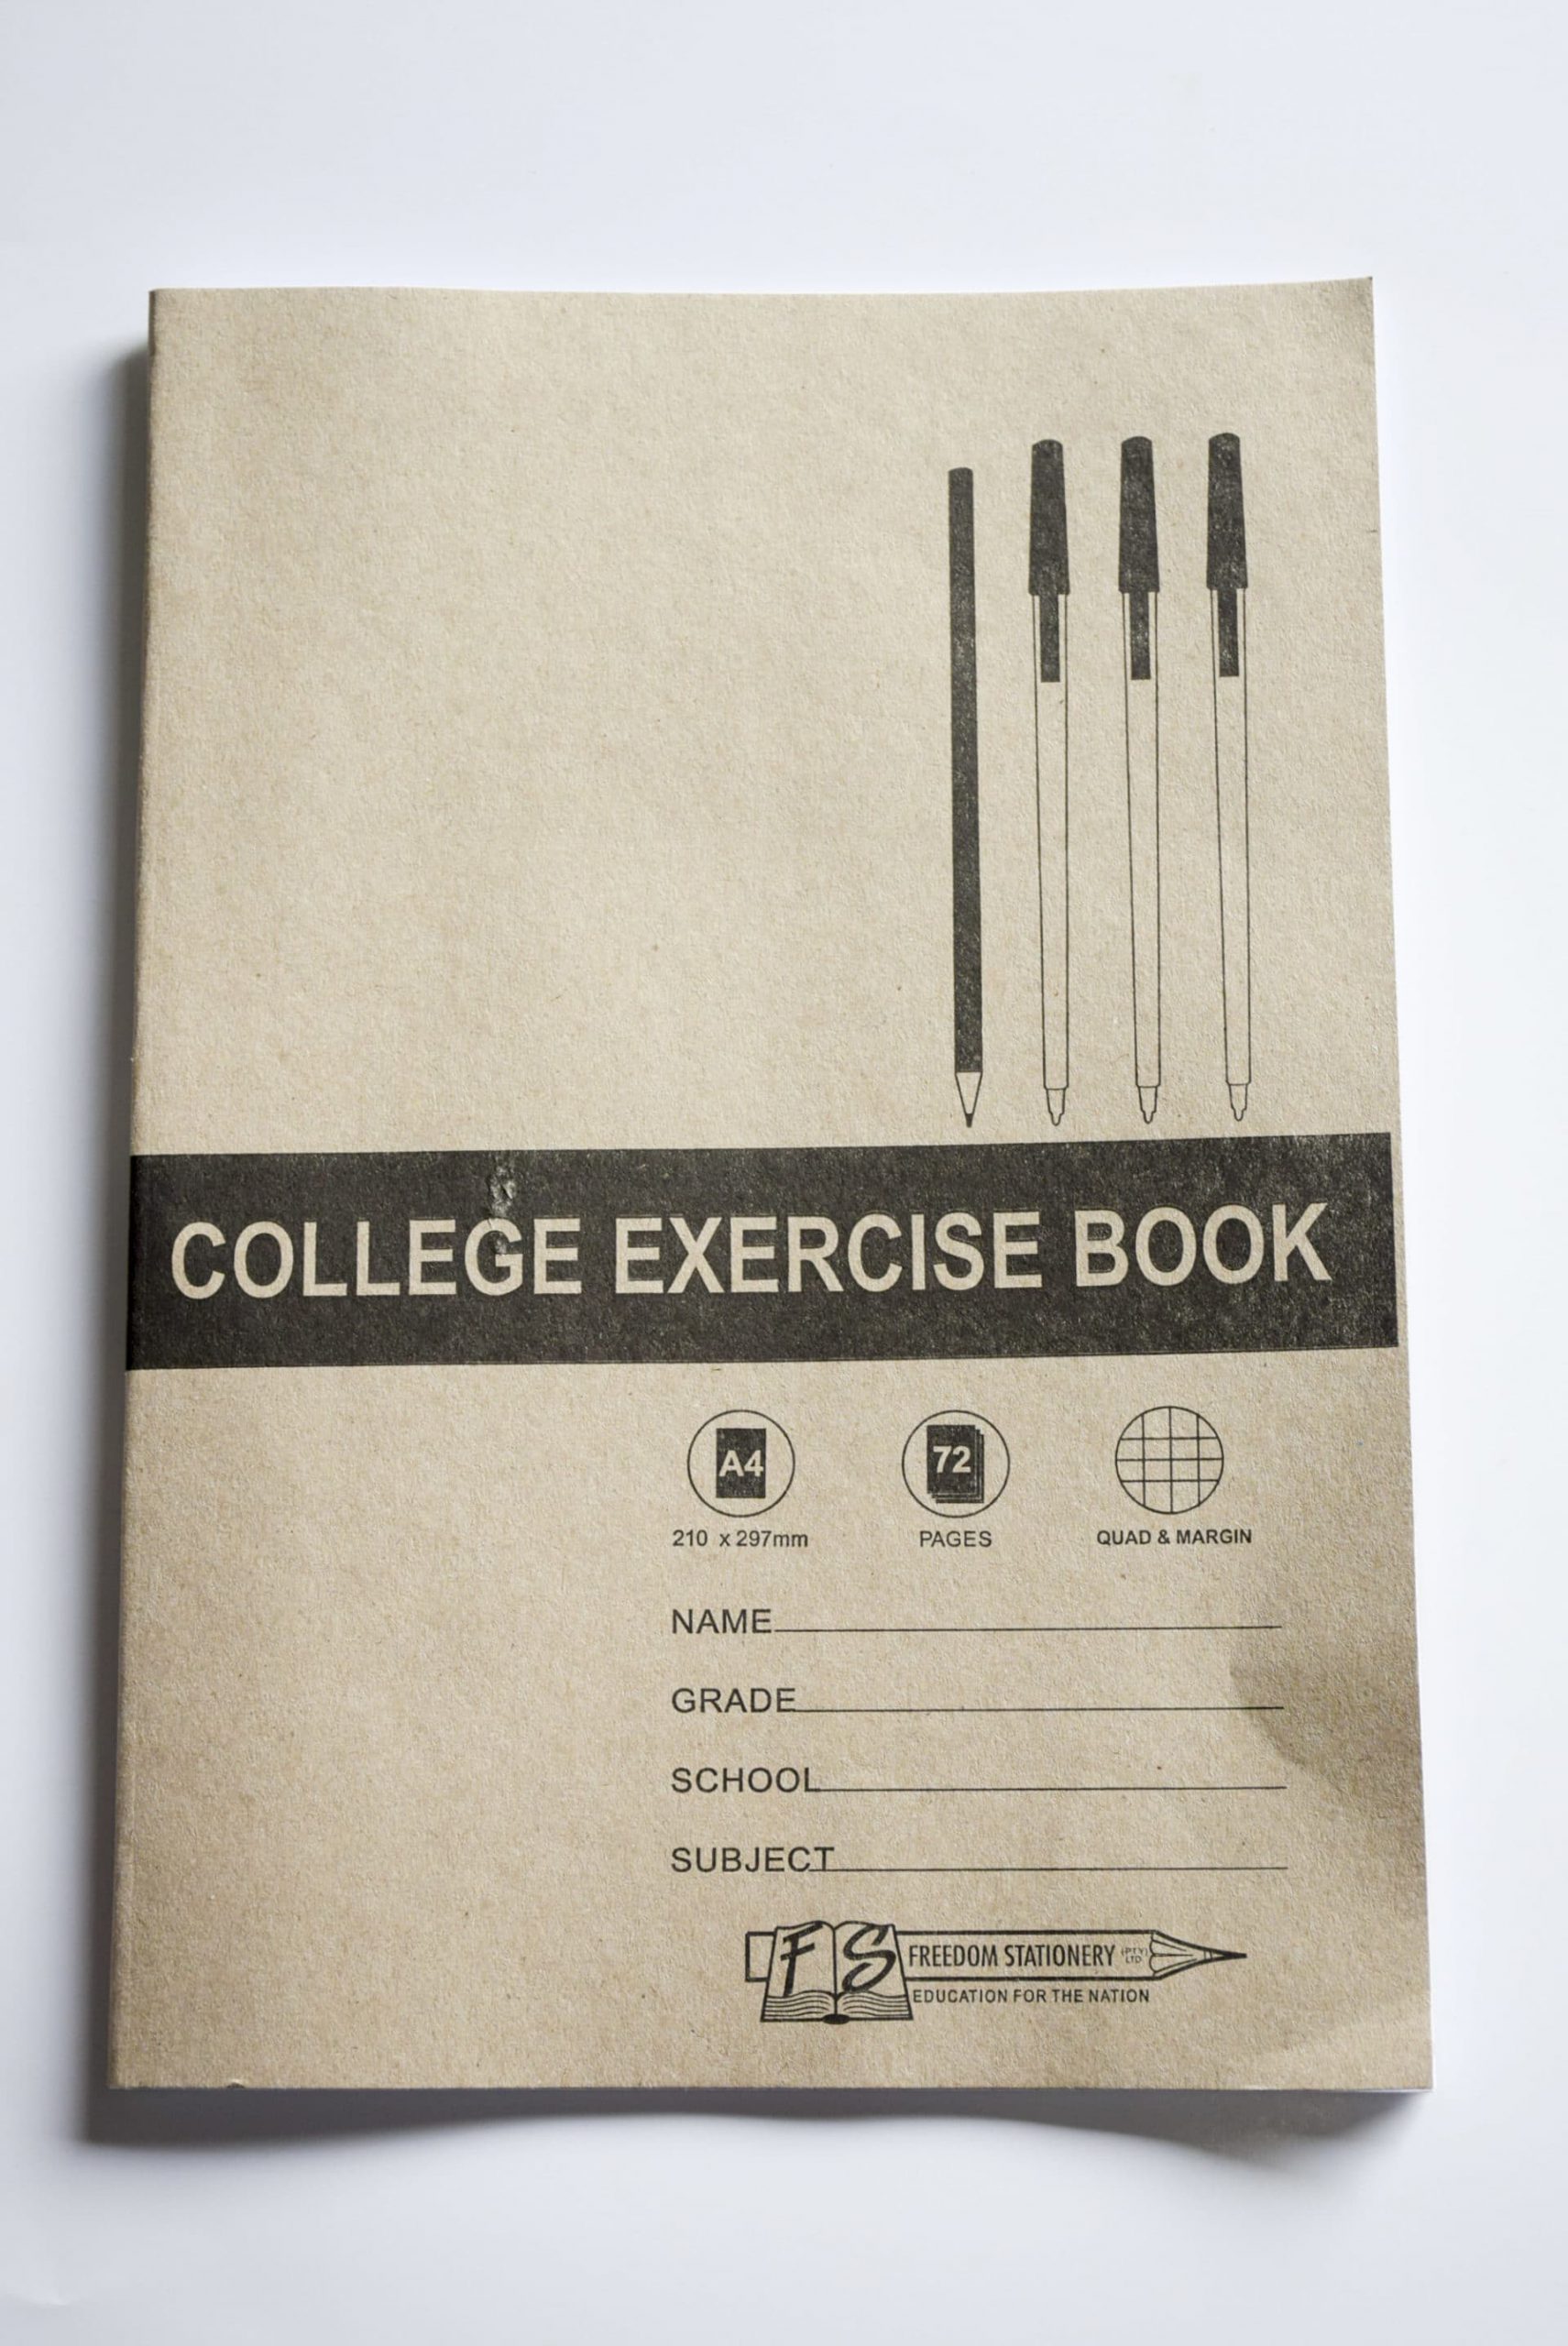 COLLEGE EXERCISE BOOK
A4
72
210 x 297mm
PAGES
QUAD & MARGIN
NAME
GRADE
SCHOOL
SUBJECT
FS
FREEDOM STATIONERY (PTY) LTD
EDUCATION FOR THE NATION